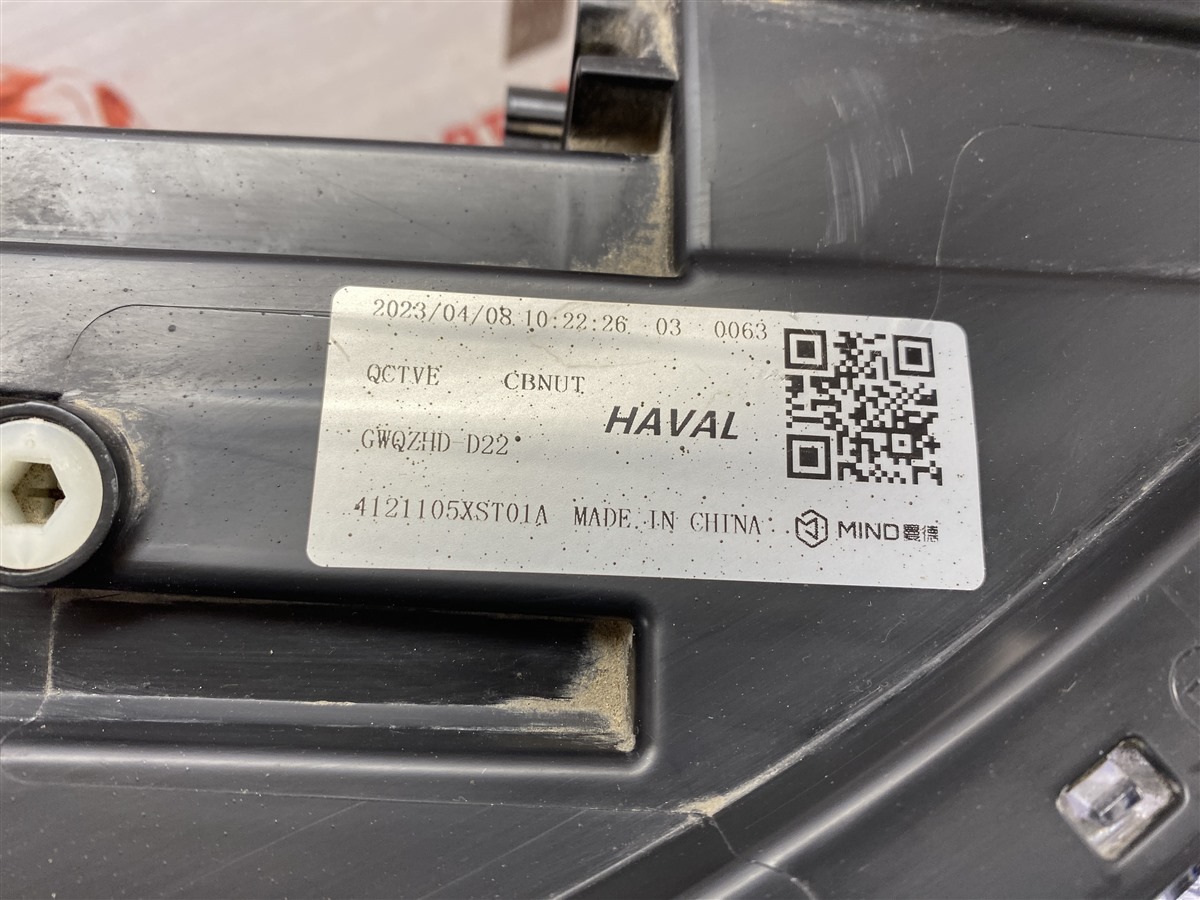 2023/04/08 10:22:26 03 0063
QCTVE CBNUT
HAVAL
GWQZHD-D22
4121105XST01A MADE IN CHINA
MIND曼德